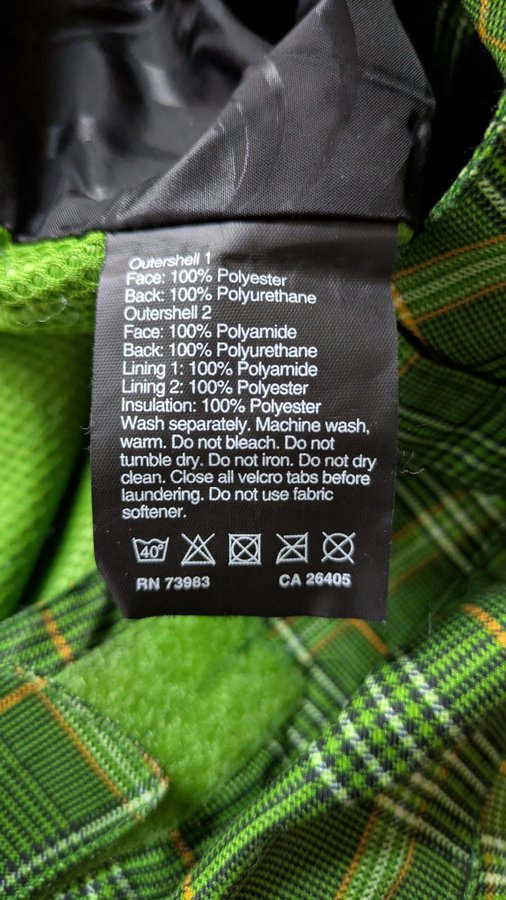 Outershell 1
Face: 100% Polyester
Back: 100% Polyurethane
Outershell 2
Face: 100% Polyamide
Back: 100% Polyurethane
Lining 1: 100% Polyamide
Lining 2: 100% Polyester
Insulation: 100% Polyester
Wash separately. Machine wash,
warm. Do not bleach. Do not
tumble dry. Do not iron. Do not dry
clean. Close all velcro tabs before
laundering. Do not use fabric
softener.
40°
RN 73983 CA 26405